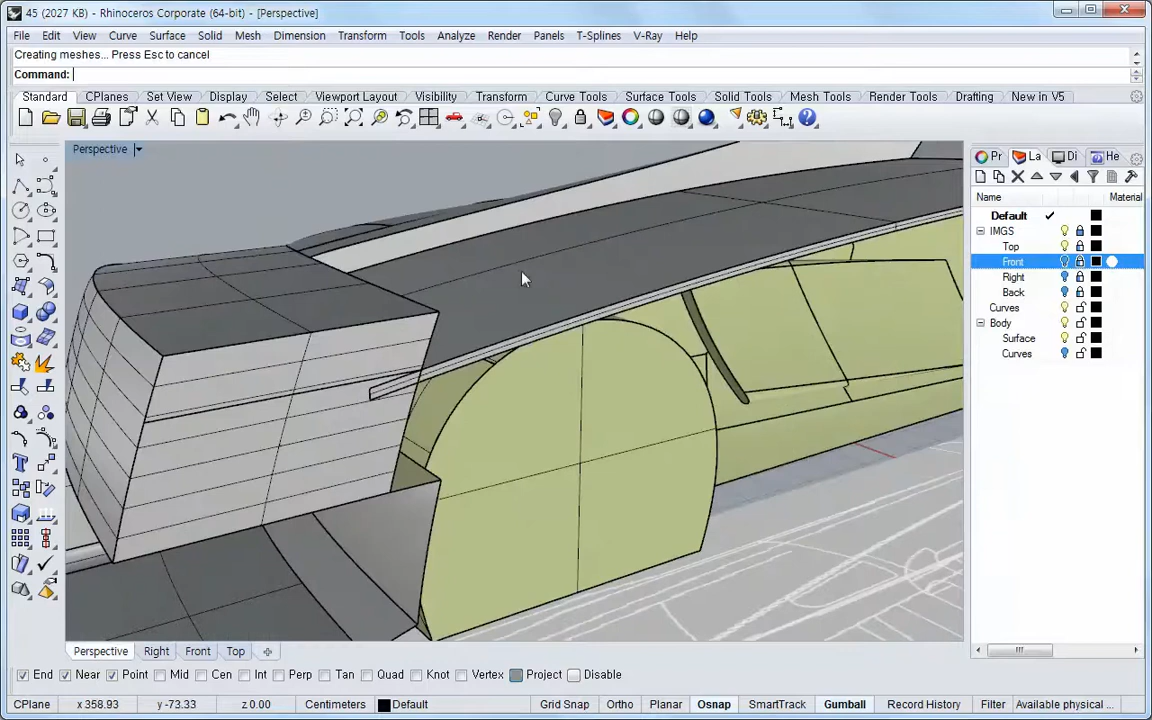 45 (2027 KB) - Rhinoceros Corporate (64-bit) - [Perspective]
File Edit View Curve Surface Solid Mesh Dimension Transform Tools Analyze Render Panels T-Splines V-Ray Help
Creating meshes... Press Esc to cancel
Command:
Standard CPlanes Set View Display Select Viewport Layout Visibility Transform Curve Tools Surface Tools Solid Tools Mesh Tools Render Tools Drafting New in V5
Perspective
Pr La Di He
Name Material
Default
IMGS
Top
Front
Right
Back
Curves
Body
Surface
Curves
Perspective Right Front Top
End Near Point Mid Cen Int Perp Tan Quad Knot Vertex Project Disable
CPlane x 358.93 y -73.33 z 0.00 Centimeters Default Grid Snap Ortho Planar Osnap SmartTrack Gumball Record History Filter Available physical ...